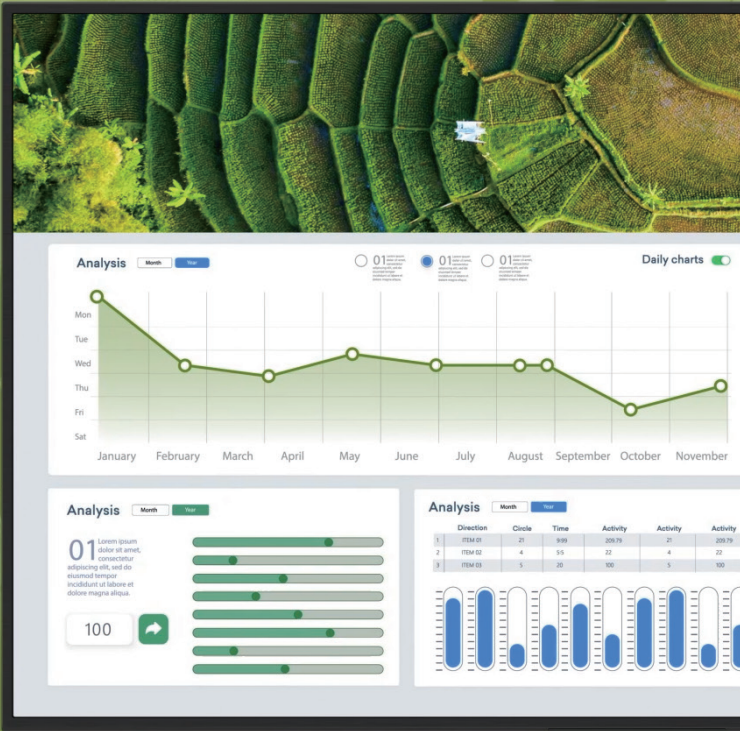 Analysis Month Year
01
01
01
Daily charts
Mon
Tue
Wed
Thu
Fri
Sat
January February March April May June July August September October November
Analysis Month Year
01 Lorem ipsum
dolor sit amet,
consectetur
adipiscing elit, sed do
eiusmod tempor
incididunt ut labore et
dolore magna aliqua.
100
Analysis Month Year
Direction Circle Time Activity Activity Activity
1 ITEM 01 21 9:99 209.79 21 209.79
2 ITEM 02 4 5:5 22 4 22
3 ITEM 03 5 20 100 5 100